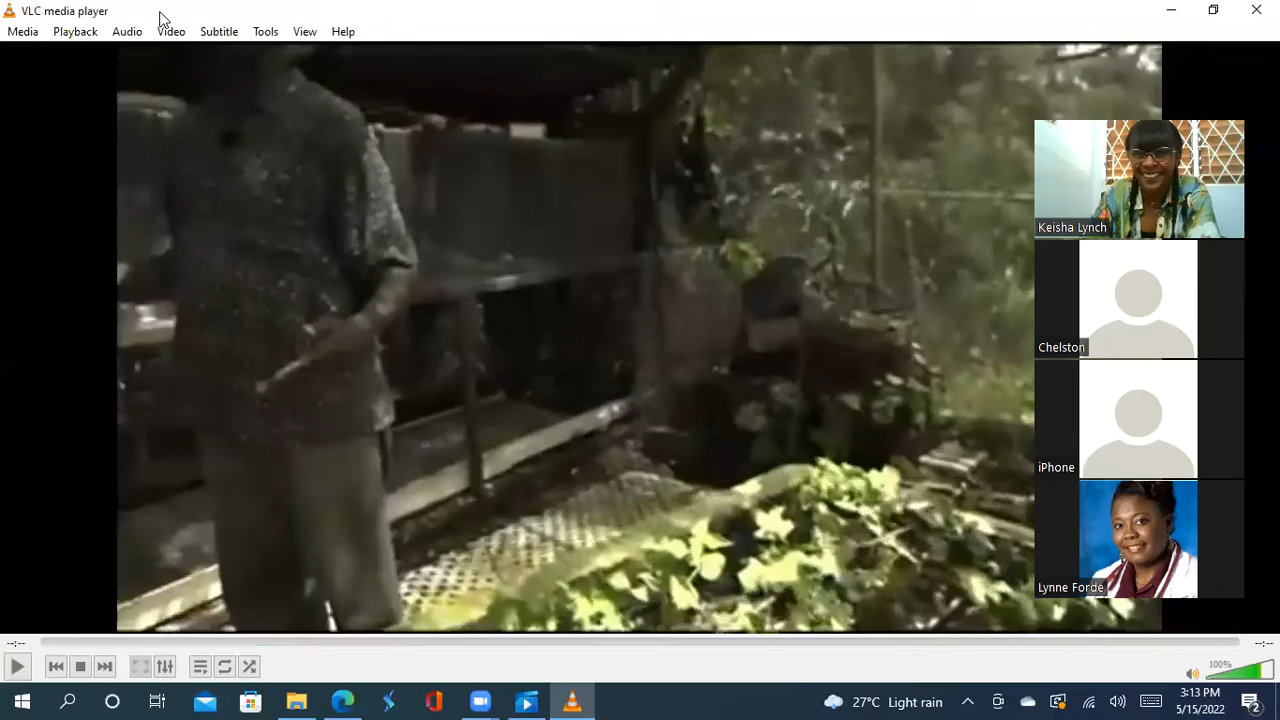 VLC media player
Media Playback Audio Video Subtitle Tools View Help
Keisha Lynch
Chelston
iPhone
Lynne Forde
--:-- --:--
100%
27°C Light rain
3:13 PM
5/15/2022
2